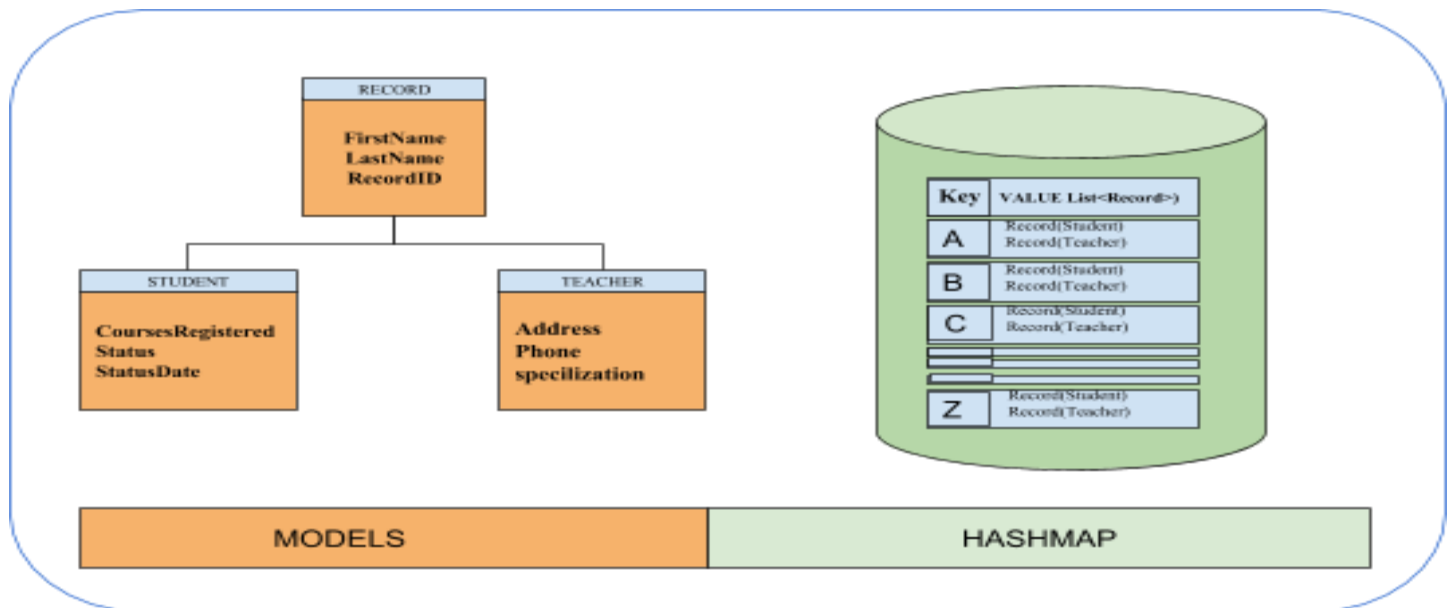 RECORD
FirstName
LastName
RecordID
STUDENT
CoursesRegistered
Status
StatusDate
TEACHER
Address
Phone
specilization
Key VALUE List<Record>)
A Record(Student)
Record(Teacher)
B Record(Student)
Record(Teacher)
C Record(Student)
Record(Teacher)
Z Record(Student)
Record(Teacher)
MODELS
HASHMAP